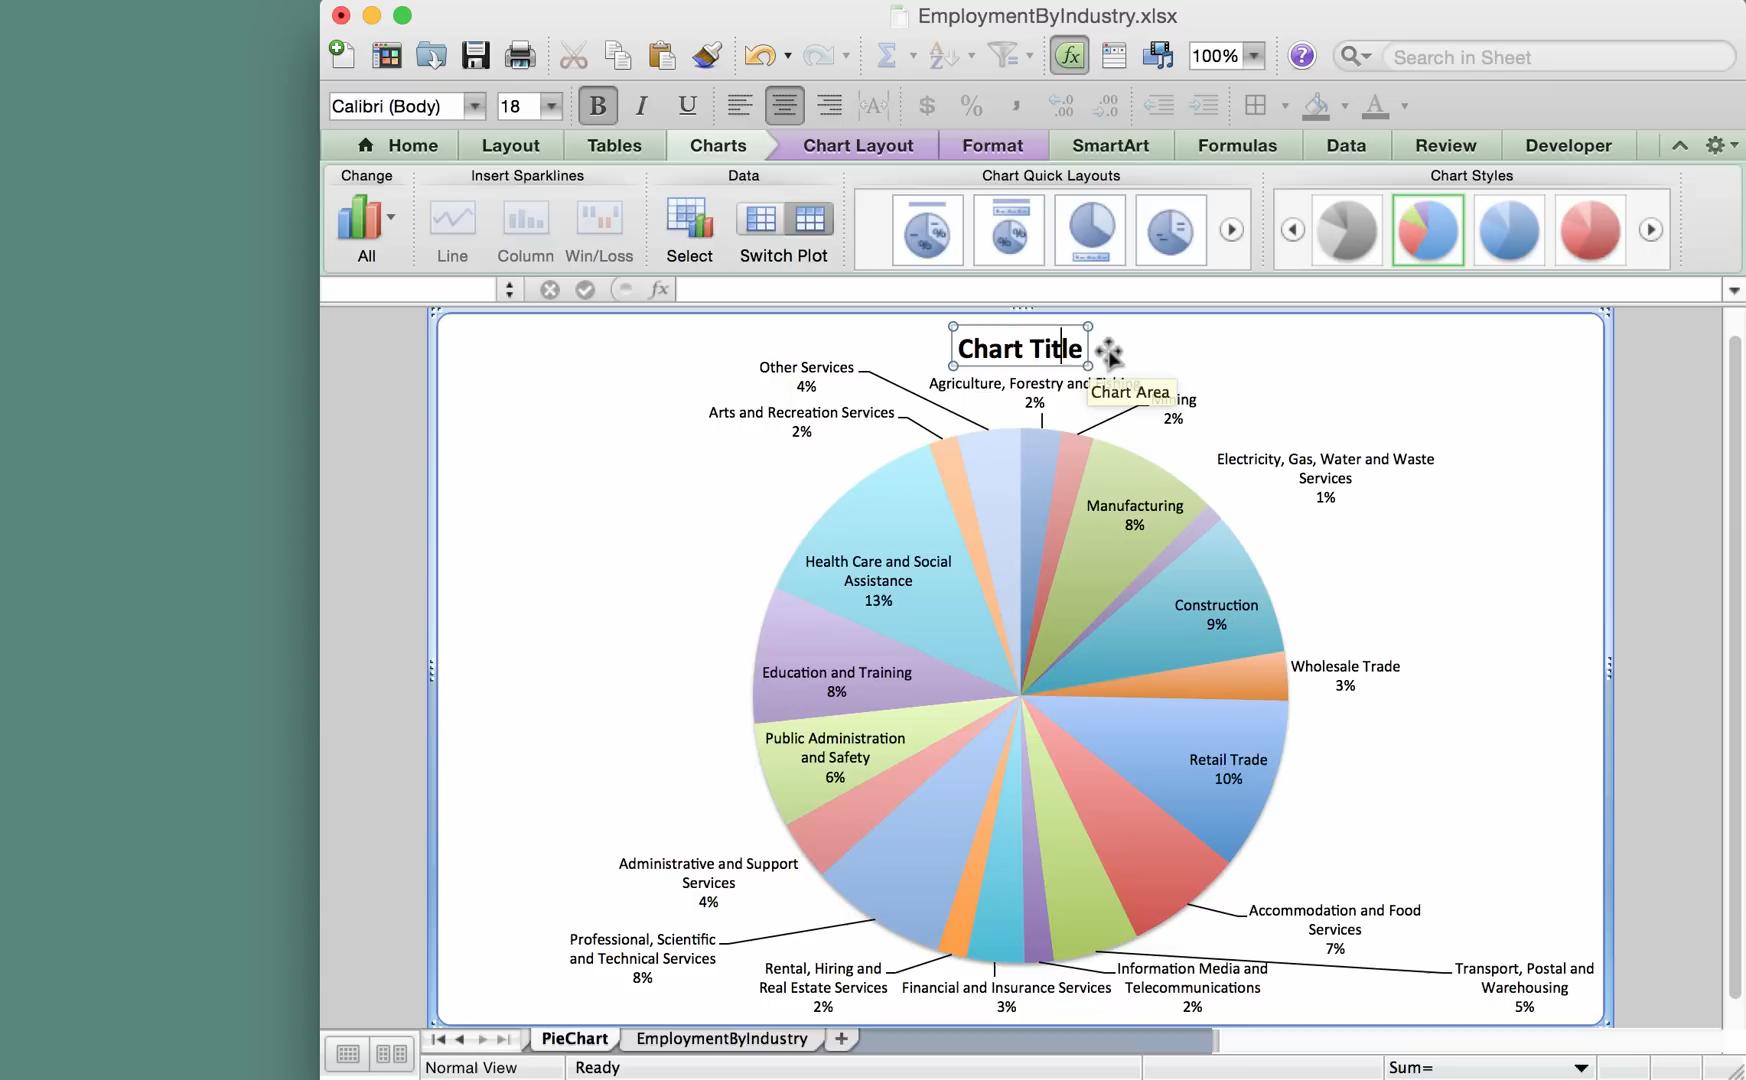 EmploymentByIndustry.xlsx
100%
Search in Sheet
Calibri (Body)
18
B I U
Home
Layout
Tables
Charts
Chart Layout
Format
SmartArt
Formulas
Data
Review
Developer
Change
Insert Sparklines
Data
Chart Quick Layouts
Chart Styles
All
Line
Column
Win/Loss
Select
Switch Plot
fx
Chart Title
Chart Area
Other Services
4%
Agriculture, Forestry and Fishing
2%
2%
Arts and Recreation Services
2%
Electricity, Gas, Water and Waste
Services
1%
Manufacturing
8%
Health Care and Social
Assistance
13%
Construction
9%
Education and Training
8%
Wholesale Trade
3%
Public Administration
and Safety
6%
Retail Trade
10%
Administrative and Support
Services
4%
Accommodation and Food
Services
7%
Professional, Scientific
and Technical Services
8%
Rental, Hiring and
Real Estate Services
2%
Financial and Insurance Services
3%
Information Media and
Telecommunications
2%
Transport, Postal and
Warehousing
5%
PieChart
EmploymentByIndustry
Normal View
Ready
Sum=